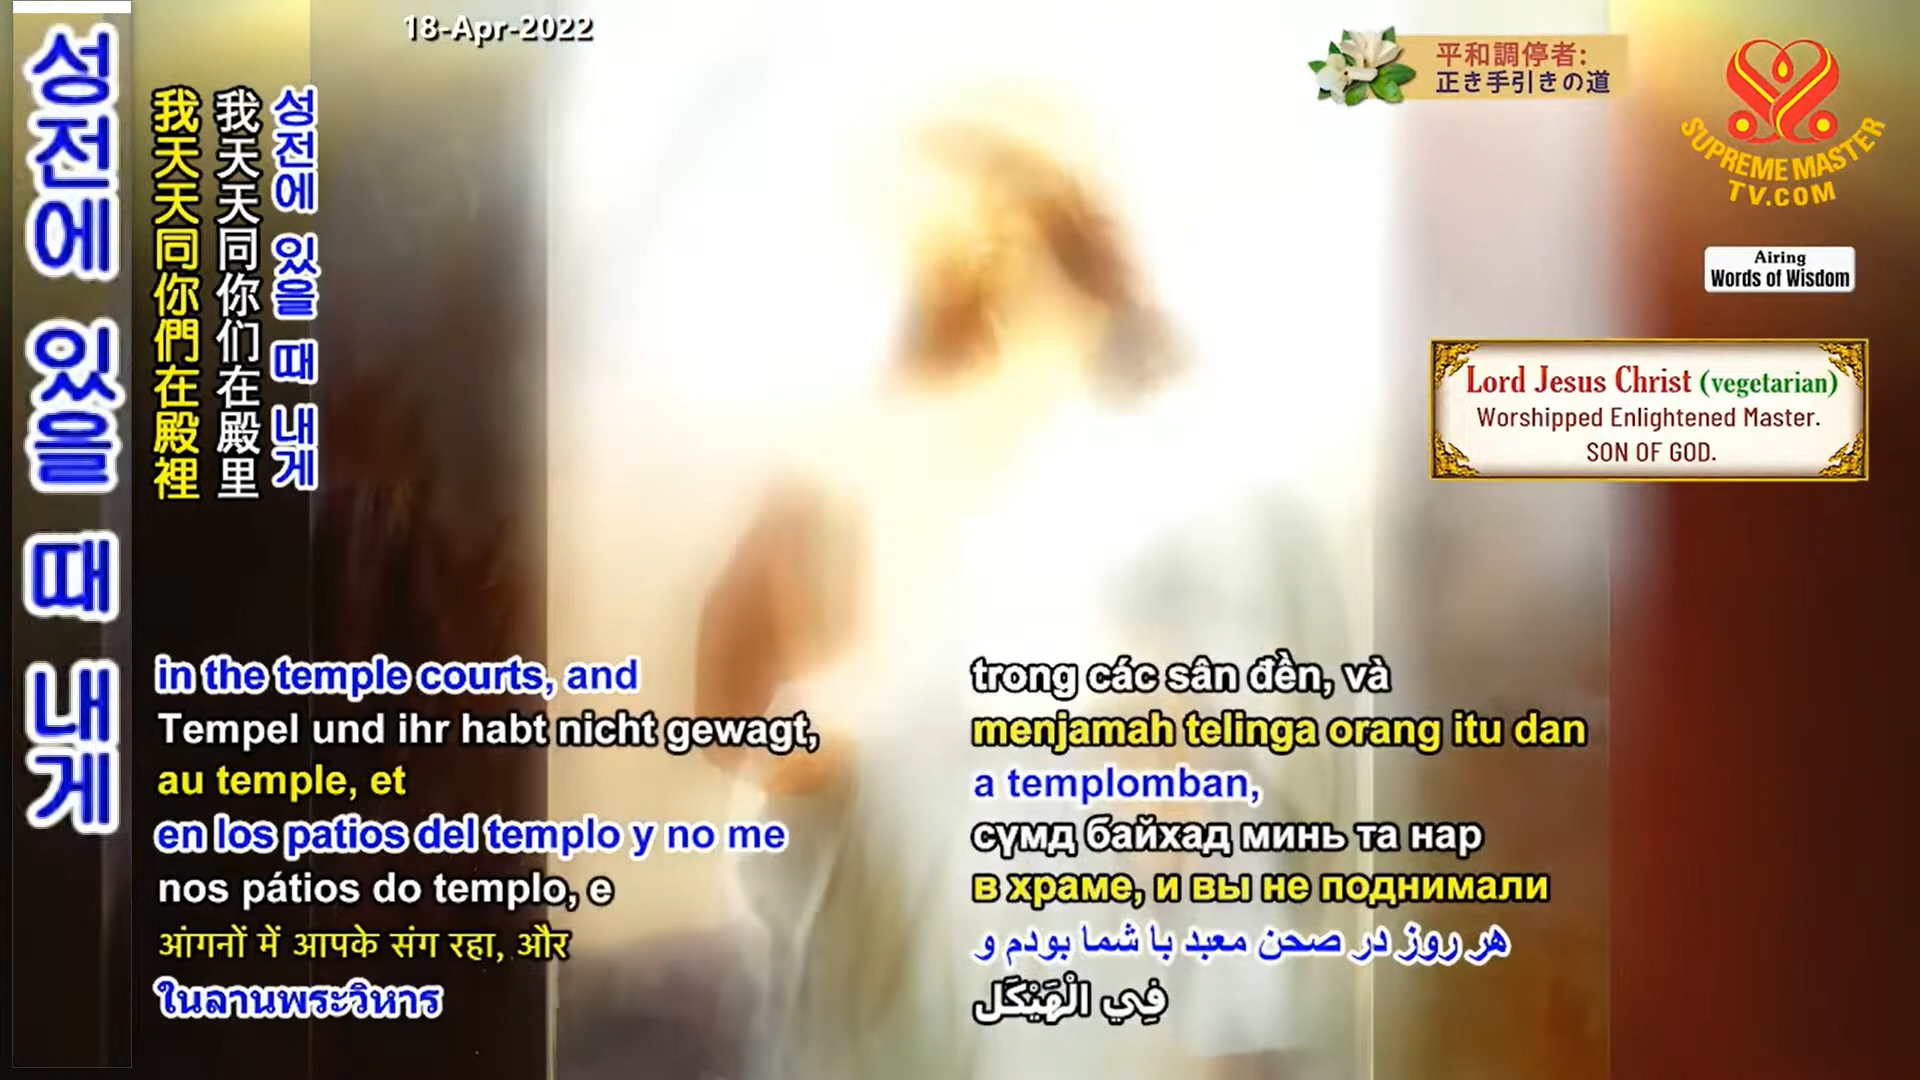 성전에 있을 때 내게
我天天同你們在殿裡
我天天同你们在殿里
성전에 있을 때 내게
18-Apr-2022
平和調停者:
正き手引きの道
SUPREME MASTER
TV.COM
Airing
Words of Wisdom
Lord Jesus Christ (vegetarian)
Worshipped Enlightened Master.
SON OF GOD.
in the temple courts, and
Tempel und ihr habt nicht gewagt,
au temple, et
en los patios del templo y no me
nos pátios do templo, e
आंगनों में आपके संग रहा, और
ในลานพระวิหาร
trong các sân đền, và
menjamah telinga orang itu dan
a templomban,
сүмд байхад минь та нар
в храме, и вы не поднимали
هر روز در صحن معبد با شما بودم و
فِي الْهَيْكَل